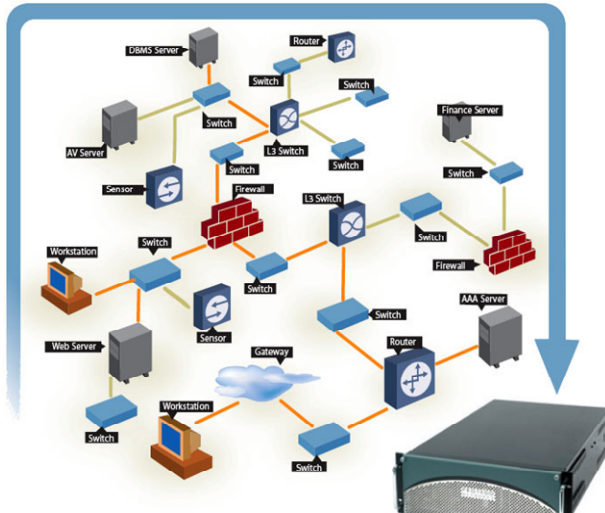 DBMS Server
Router
Switch
Switch
Finance Server
Switch
AV Server
L3 Switch
Switch
Switch
Switch
Sensor
Firewall
L3 Switch
Switch
Workstation
Switch
Switch
Firewall
AAA Server
Web Server
Sensor
Switch
Gateway
Router
Workstation
Switch
Switch